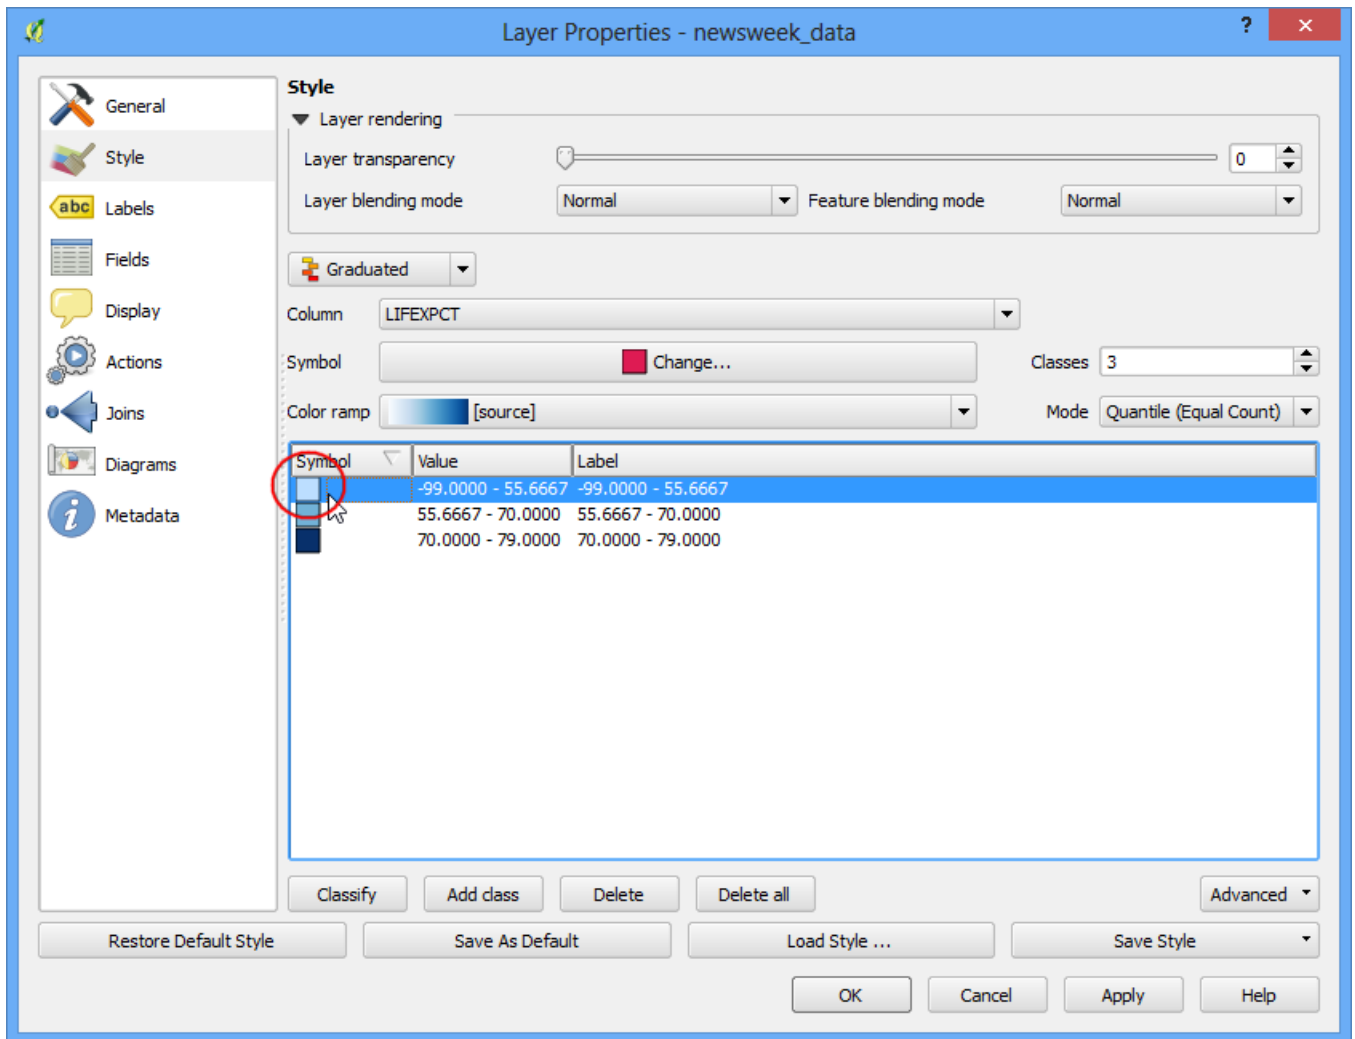 Layer Properties - newsweek_data
?
General
Style
abc Labels
Fields
Display
Actions
Joins
Diagrams
i Metadata
Style
Layer rendering
Layer transparency 0
Layer blending mode Normal Feature blending mode Normal
Graduated
Column LIFEXPCT
Symbol Change... Classes 3
Color ramp [source] Mode Quantile (Equal Count)
Symbol Value Label
-99.0000 - 55.6667 -99.0000 - 55.6667
55.6667 - 70.0000 55.6667 - 70.0000
70.0000 - 79.0000 70.0000 - 79.0000
Classify Add class Delete Delete all Advanced
Restore Default Style Save As Default Load Style ... Save Style
OK Cancel Apply Help